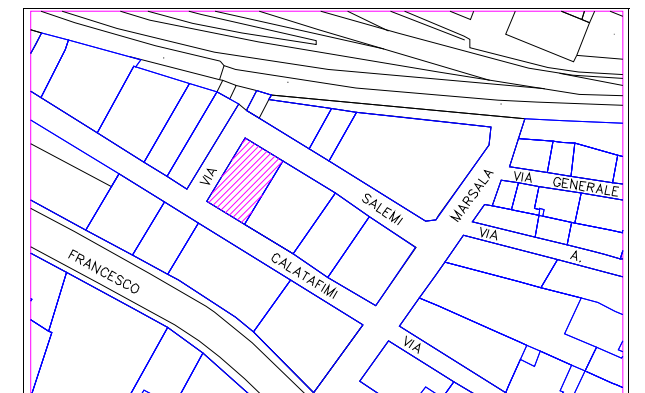 VIA
GENERALE
VIA
MARSALA
SALEMI
VIA
A.
FRANCESCO
CALATAFIMI
VIA